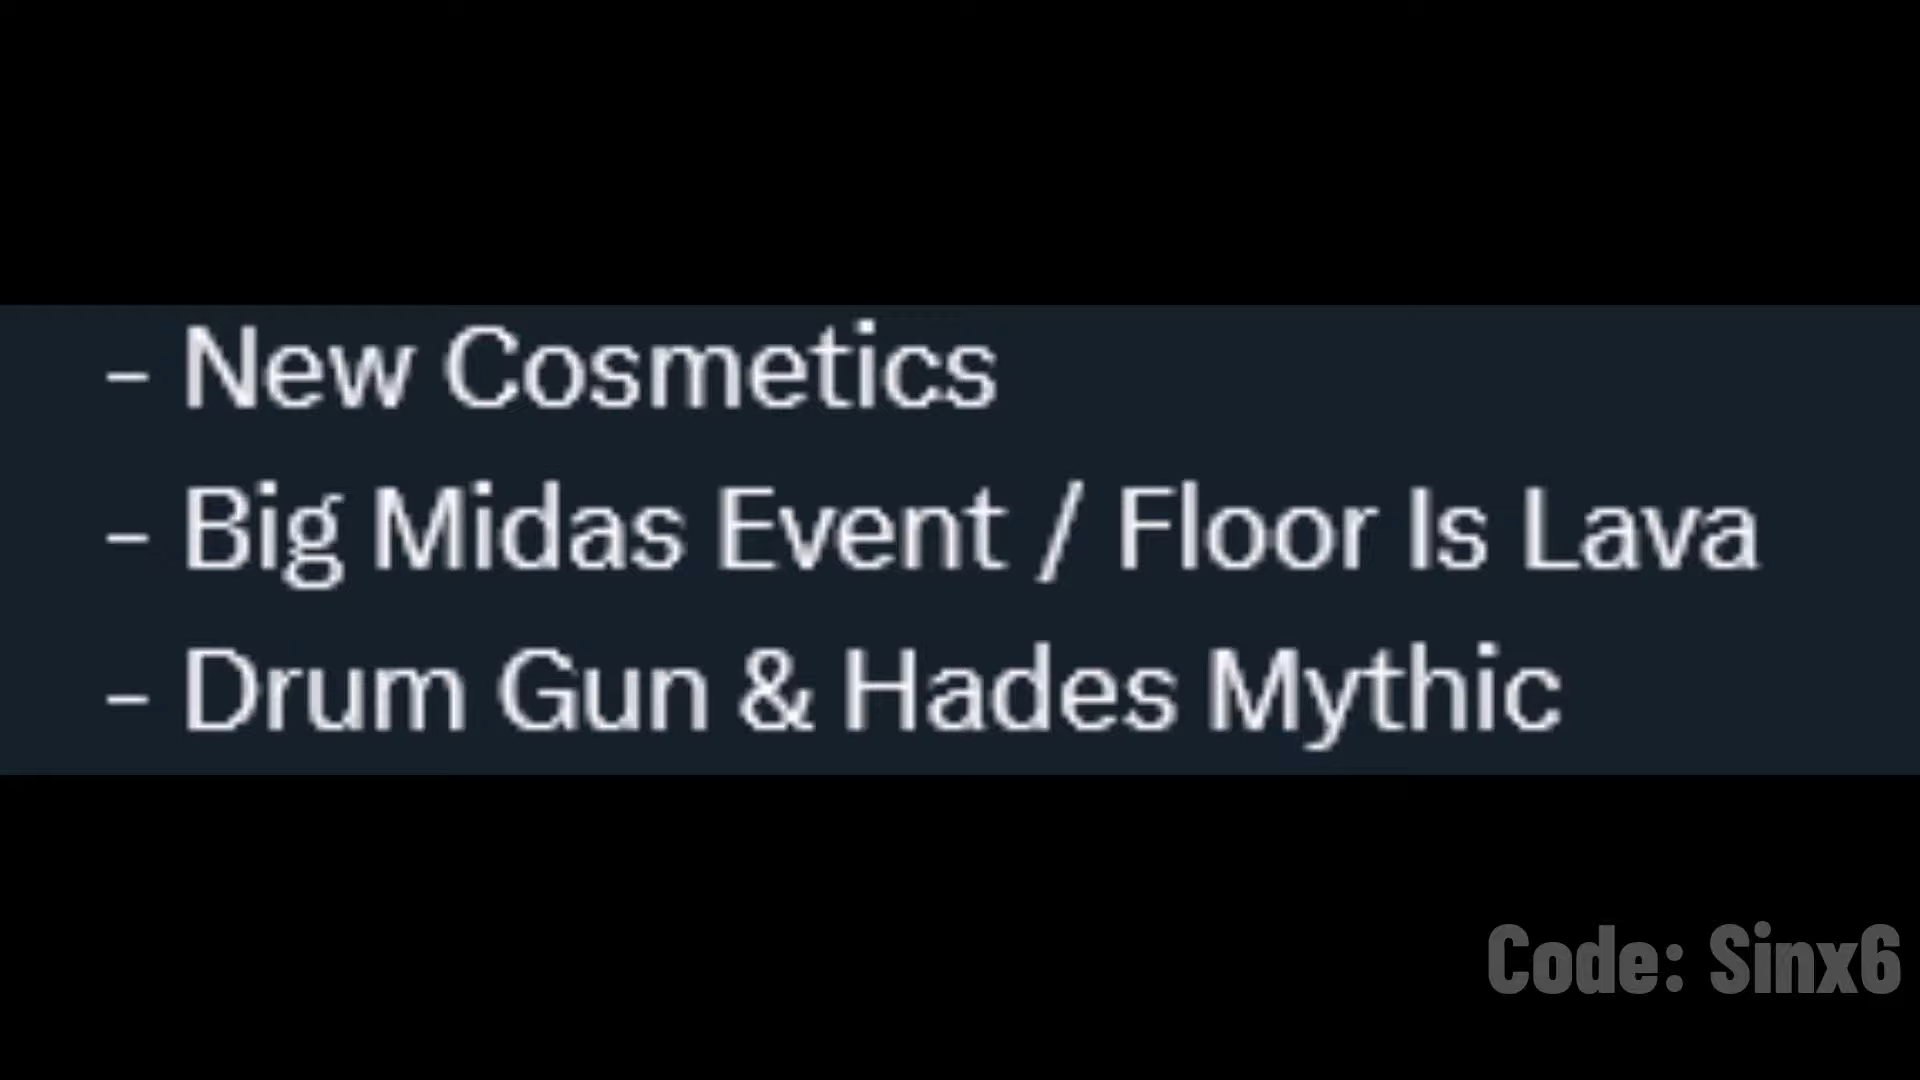 – New Cosmetics
– Big Midas Event / Floor Is Lava
– Drum Gun & Hades Mythic
Code: Sinx6